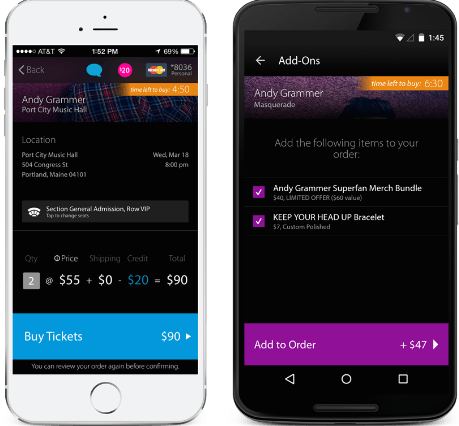 AT&T 1:52 PM 69%
Back $20 MasterCard *8036
Personal
time left to buy: 4:50
Andy Grammer
Port City Music Hall
Location
Port City Music Hall Wed, Mar 18
504 Congress St 8:00 pm
Portland, Maine 04101
Section General Admission, Row VIP
Tap to change seats
Qty Price Shipping Credit Total
2 @ $55 + $0 - $20 = $90
Buy Tickets $90
You can review your order again before confirming.
1:45
Add-Ons
time left to buy: 6:30
Andy Grammer
Masquerade
Add the following items to your
order:
Andy Grammer Superfan Merch Bundle
$40, LIMITED OFFER ($60 value)
KEEP YOUR HEAD UP Bracelet
$7, Custom Polished
Add to Order + $47